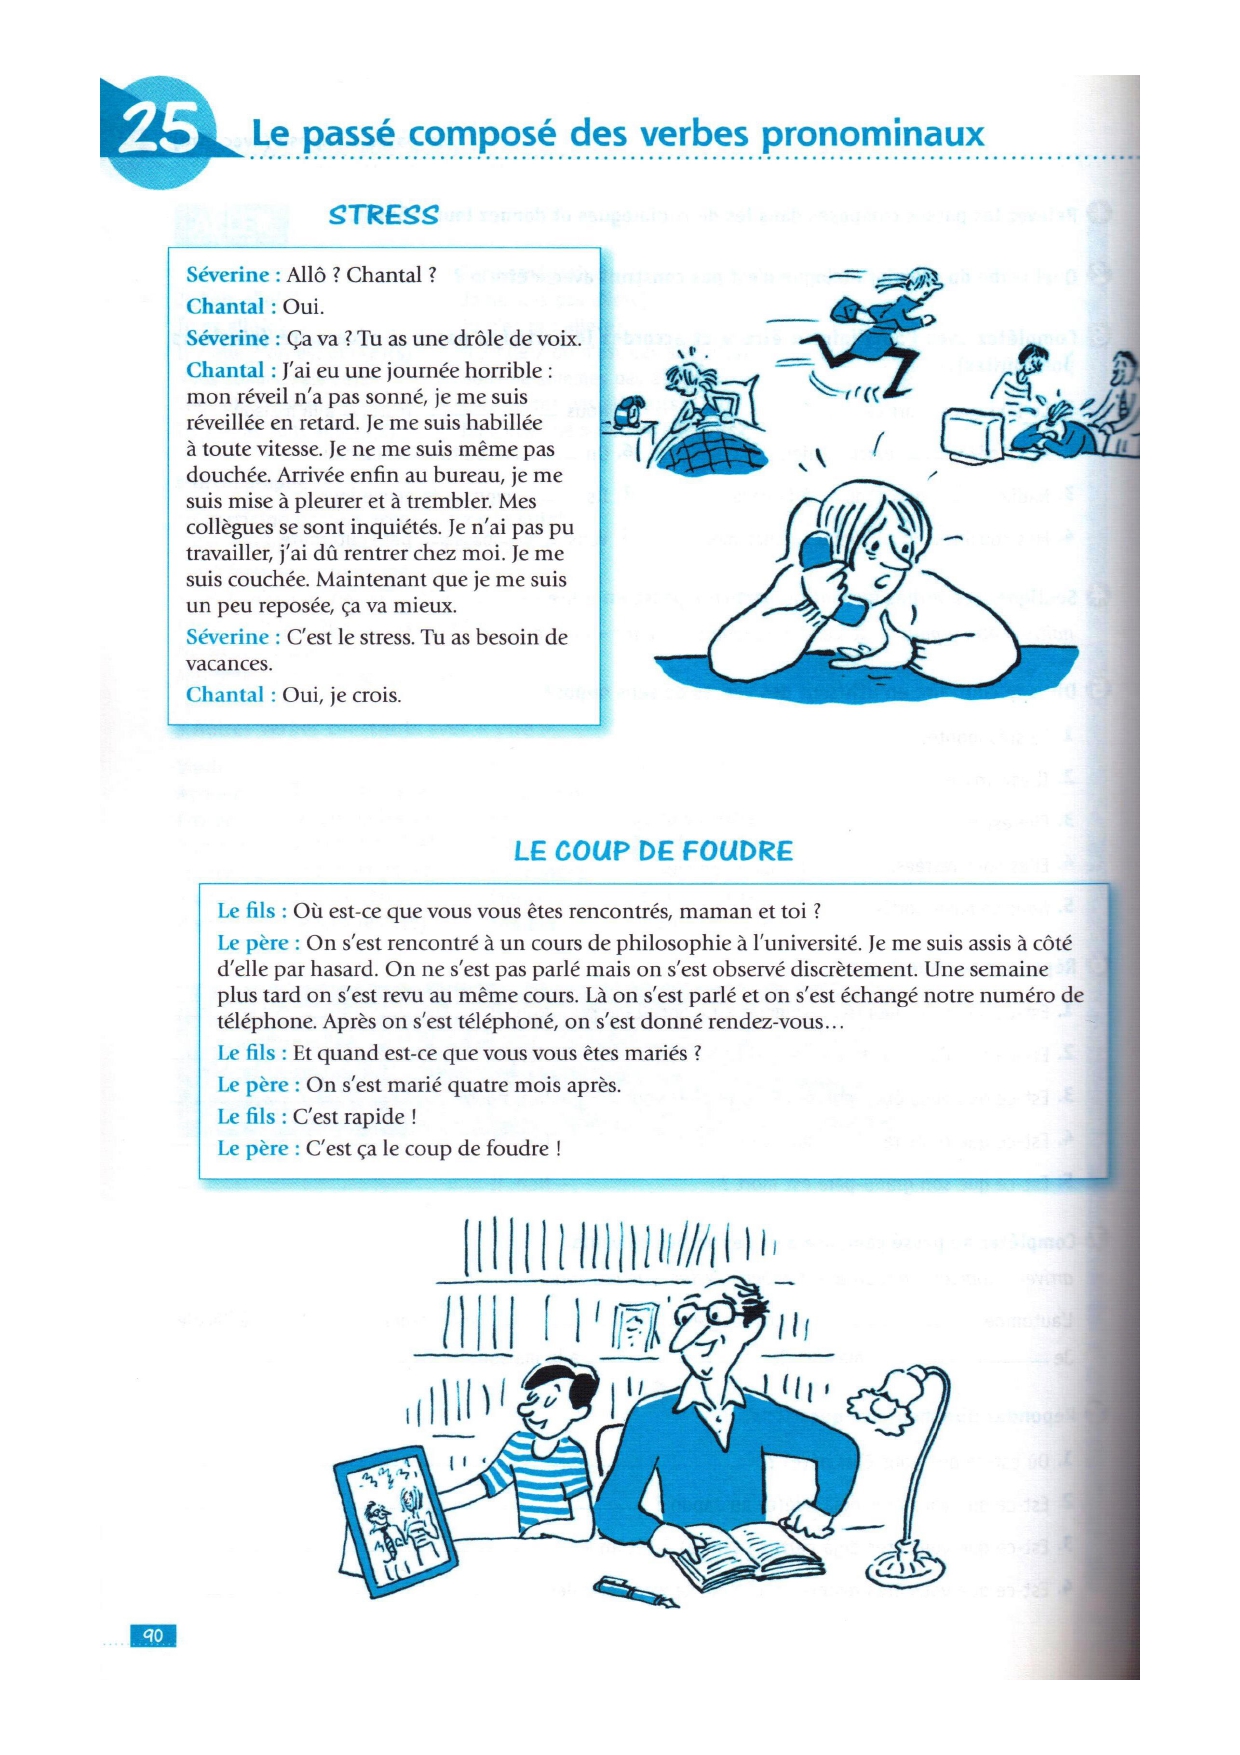 25
Le passé composé des verbes pronominaux
STRESS
Séverine : Allô ? Chantal ?
Chantal : Oui.
Séverine : Ça va ? Tu as une drôle de voix.
Chantal : J'ai eu une journée horrible :
mon réveil n'a pas sonné, je me suis
réveillée en retard. Je me suis habillée
à toute vitesse. Je ne me suis même pas
douchée. Arrivée enfin au bureau, je me
suis mise à pleurer et à trembler. Mes
collègues se sont inquiétés. Je n'ai pas pu
travailler, j'ai dû rentrer chez moi. Je me
suis couchée. Maintenant que je me suis
un peu reposée, ça va mieux.
Séverine : C'est le stress. Tu as besoin de
vacances.
Chantal : Oui, je crois.
LE COUP DE FOUDRE
Le fils : Où est-ce que vous vous êtes rencontrés, maman et toi ?
Le père : On s'est rencontré à un cours de philosophie à l'université. Je me suis assis à côté
d'elle par hasard. On ne s'est pas parlé mais on s'est observé discrètement. Une semaine
plus tard on s'est revu au même cours. Là on s'est parlé et on s'est échangé notre numéro de
téléphone. Après on s'est téléphoné, on s'est donné rendez-vous…
Le fils : Et quand est-ce que vous vous êtes mariés ?
Le père : On s'est marié quatre mois après.
Le fils : C'est rapide !
Le père : C'est ça le coup de foudre !
90